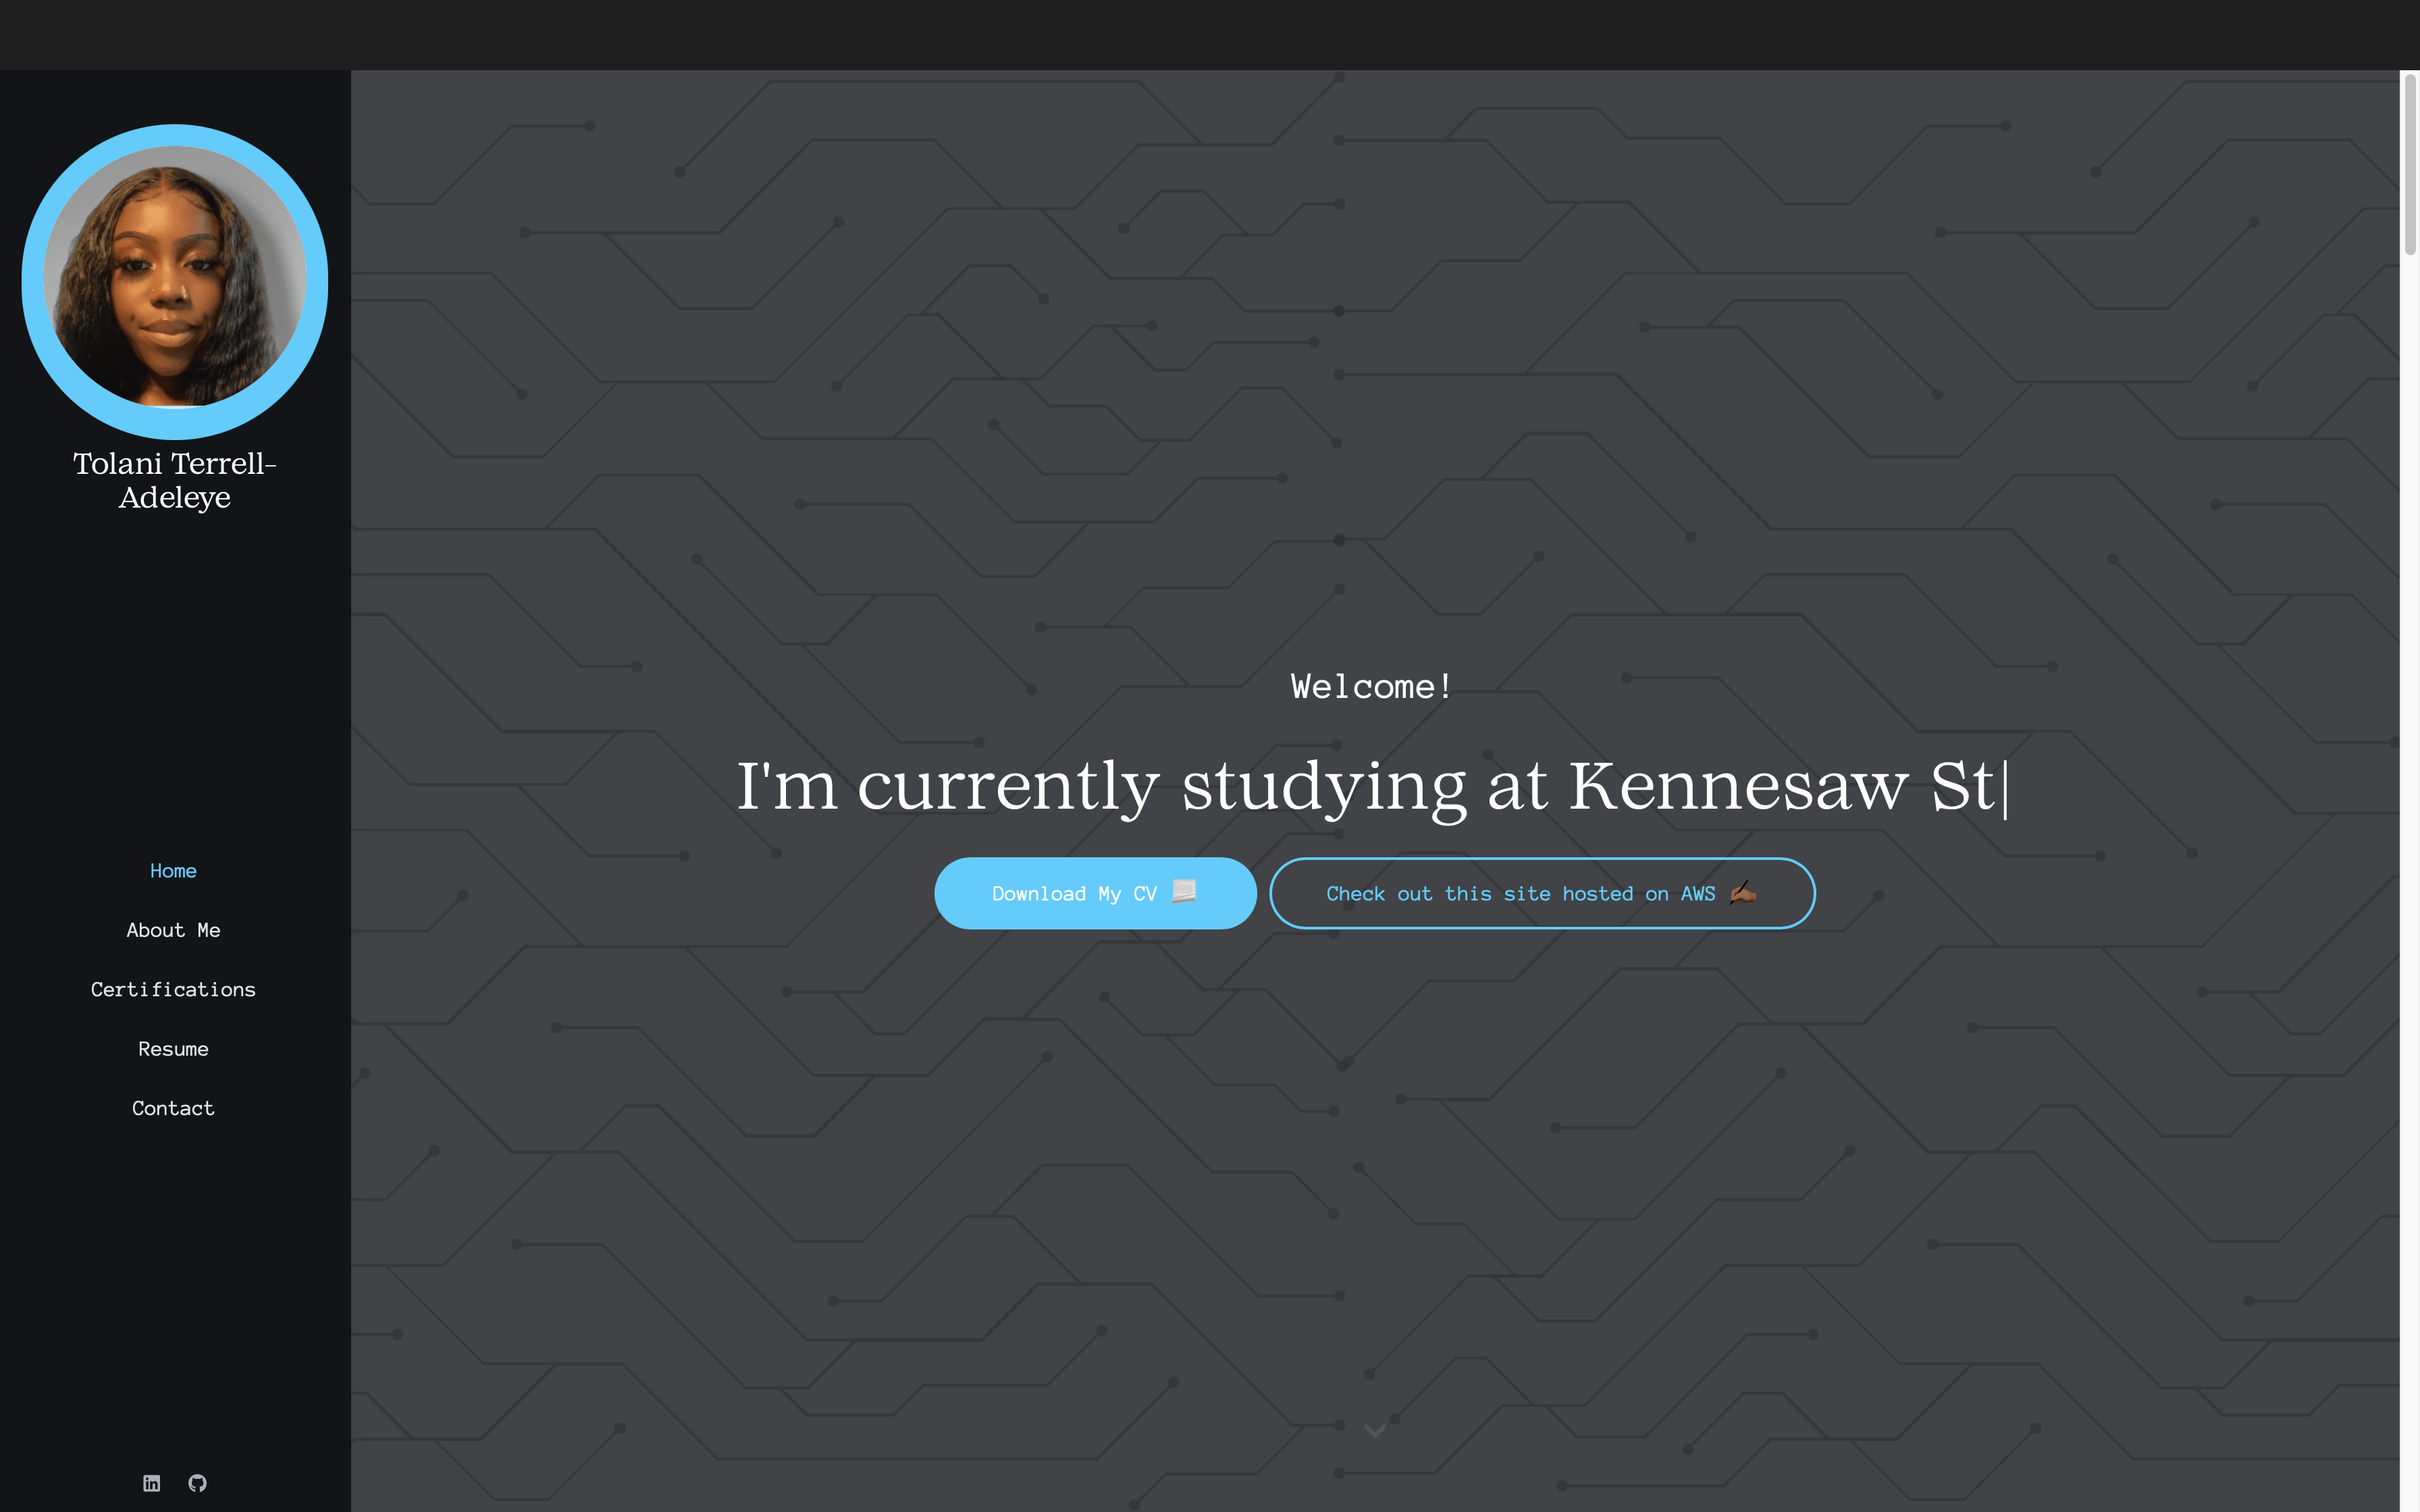 Tolani Terrell-
Adeleye
Home
About Me
Certifications
Resume
Contact
Welcome!
I'm currently studying at Kennesaw St|
Download My CV
Check out this site hosted on AWS
in